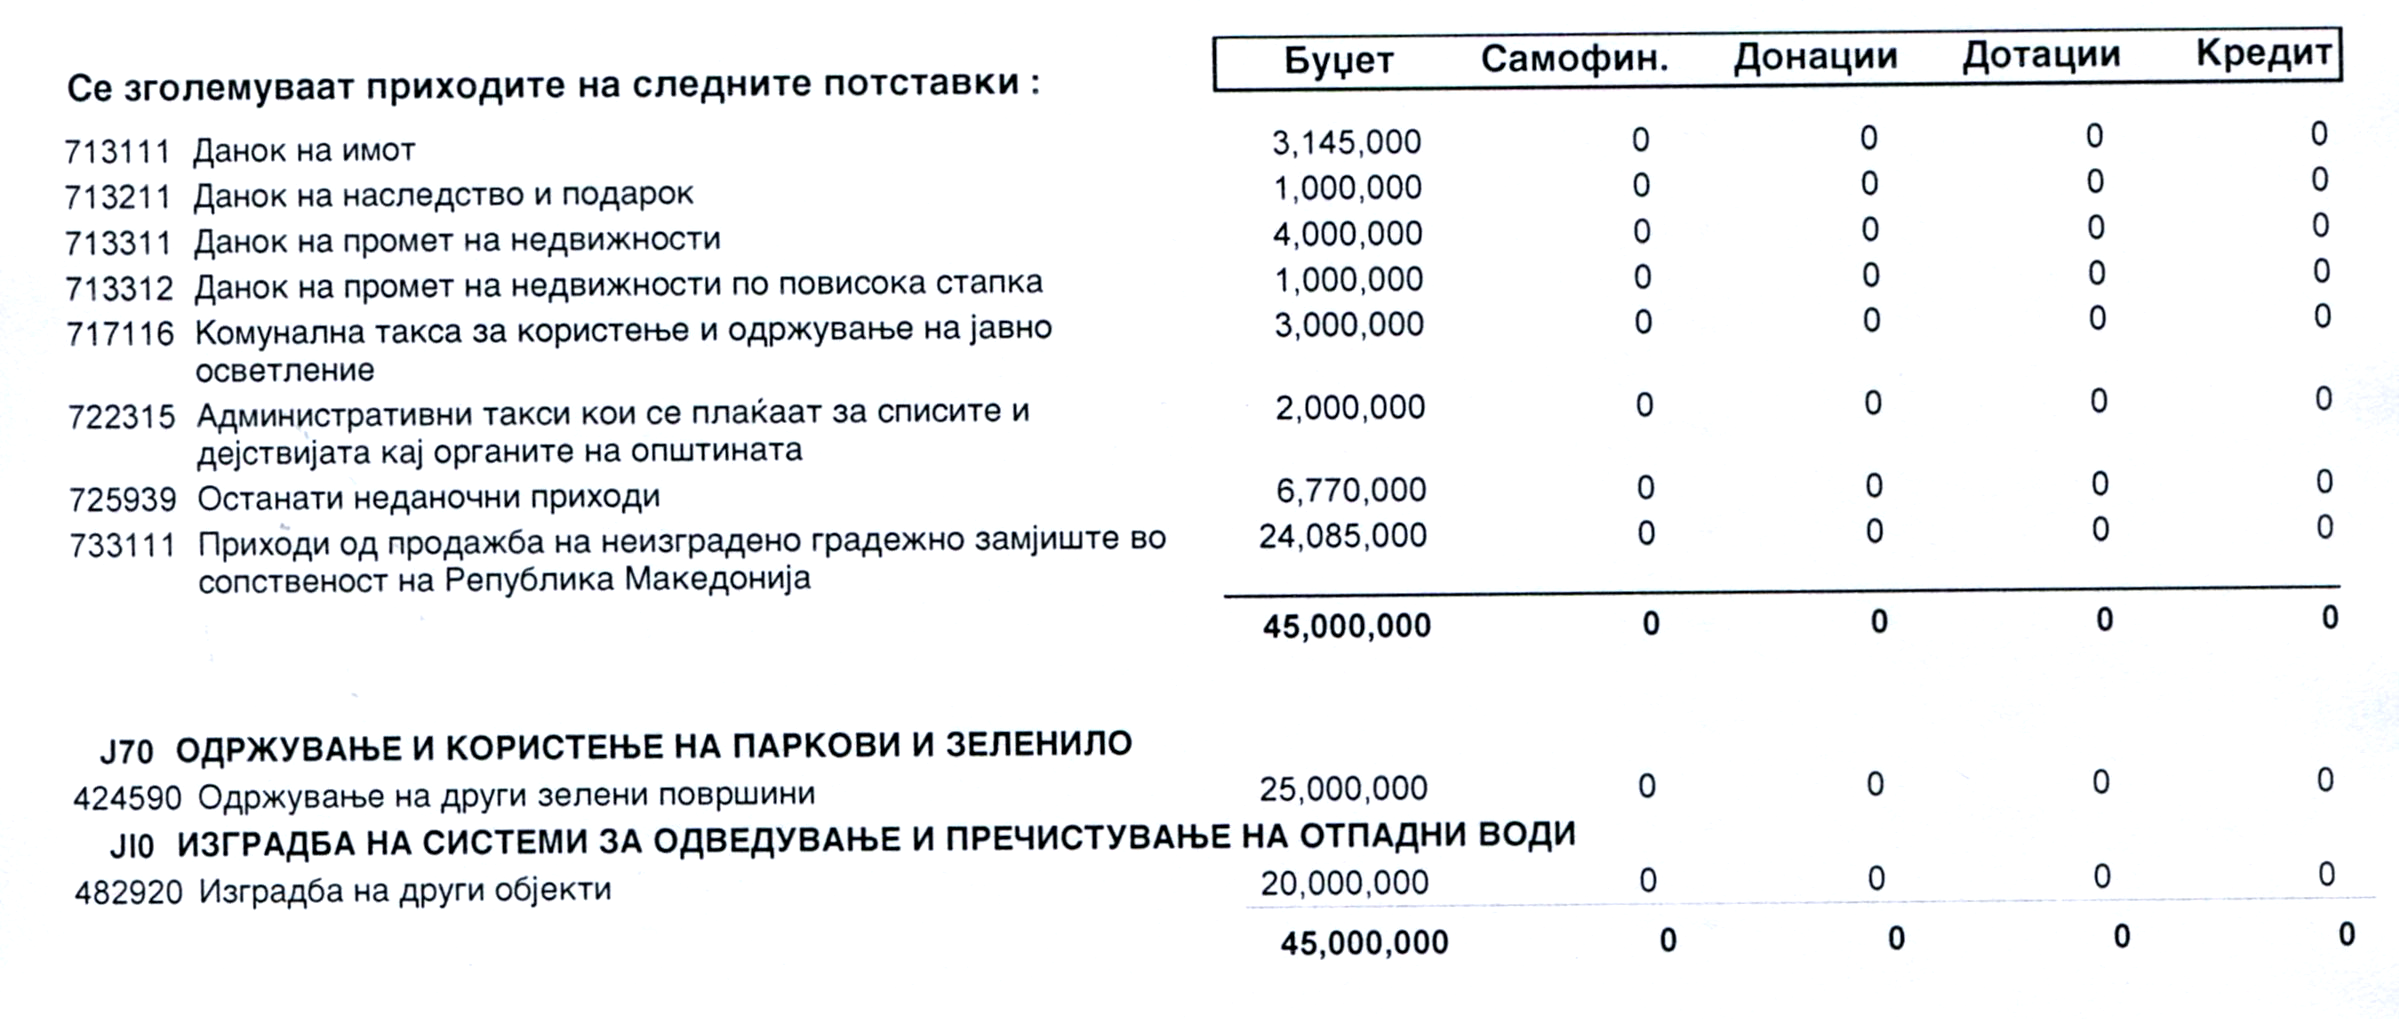 Буџет Самофин. Донации Дотации Кредит
Се зголемуваат приходите на следните потставки :
713111 Данок на имот 3,145,000 0 0 0 0
713211 Данок на наследство и подарок 1,000,000 0 0 0 0
713311 Данок на промет на недвижности 4,000,000 0 0 0 0
713312 Данок на промет на недвижности по повисока стапка 1,000,000 0 0 0 0
717116 Комунална такса за користење и одржување на јавно 3,000,000 0 0 0 0
осветление
722315 Административни такси кои се плаќаат за списите и 2,000,000 0 0 0 0
дејствијата кај органите на општината
725939 Останати неданочни приходи 6,770,000 0 0 0 0
733111 Приходи од продажба на неизградено градежно замјиште во 24,085,000 0 0 0 0
сопственост на Република Македонија
45,000,000 0 0 0 0
J70 ОДРЖУВАЊЕ И КОРИСТЕЊЕ НА ПАРКОВИ И ЗЕЛЕНИЛО
424590 Одржување на други зелени површини 25,000,000 0 0 0 0
JI0 ИЗГРАДБА НА СИСТЕМИ ЗА ОДВЕДУВАЊЕ И ПРЕЧИСТУВАЊЕ НА ОТПАДНИ ВОДИ
482920 Изградба на други објекти 20,000,000 0 0 0 0
45,000,000 0 0 0 0